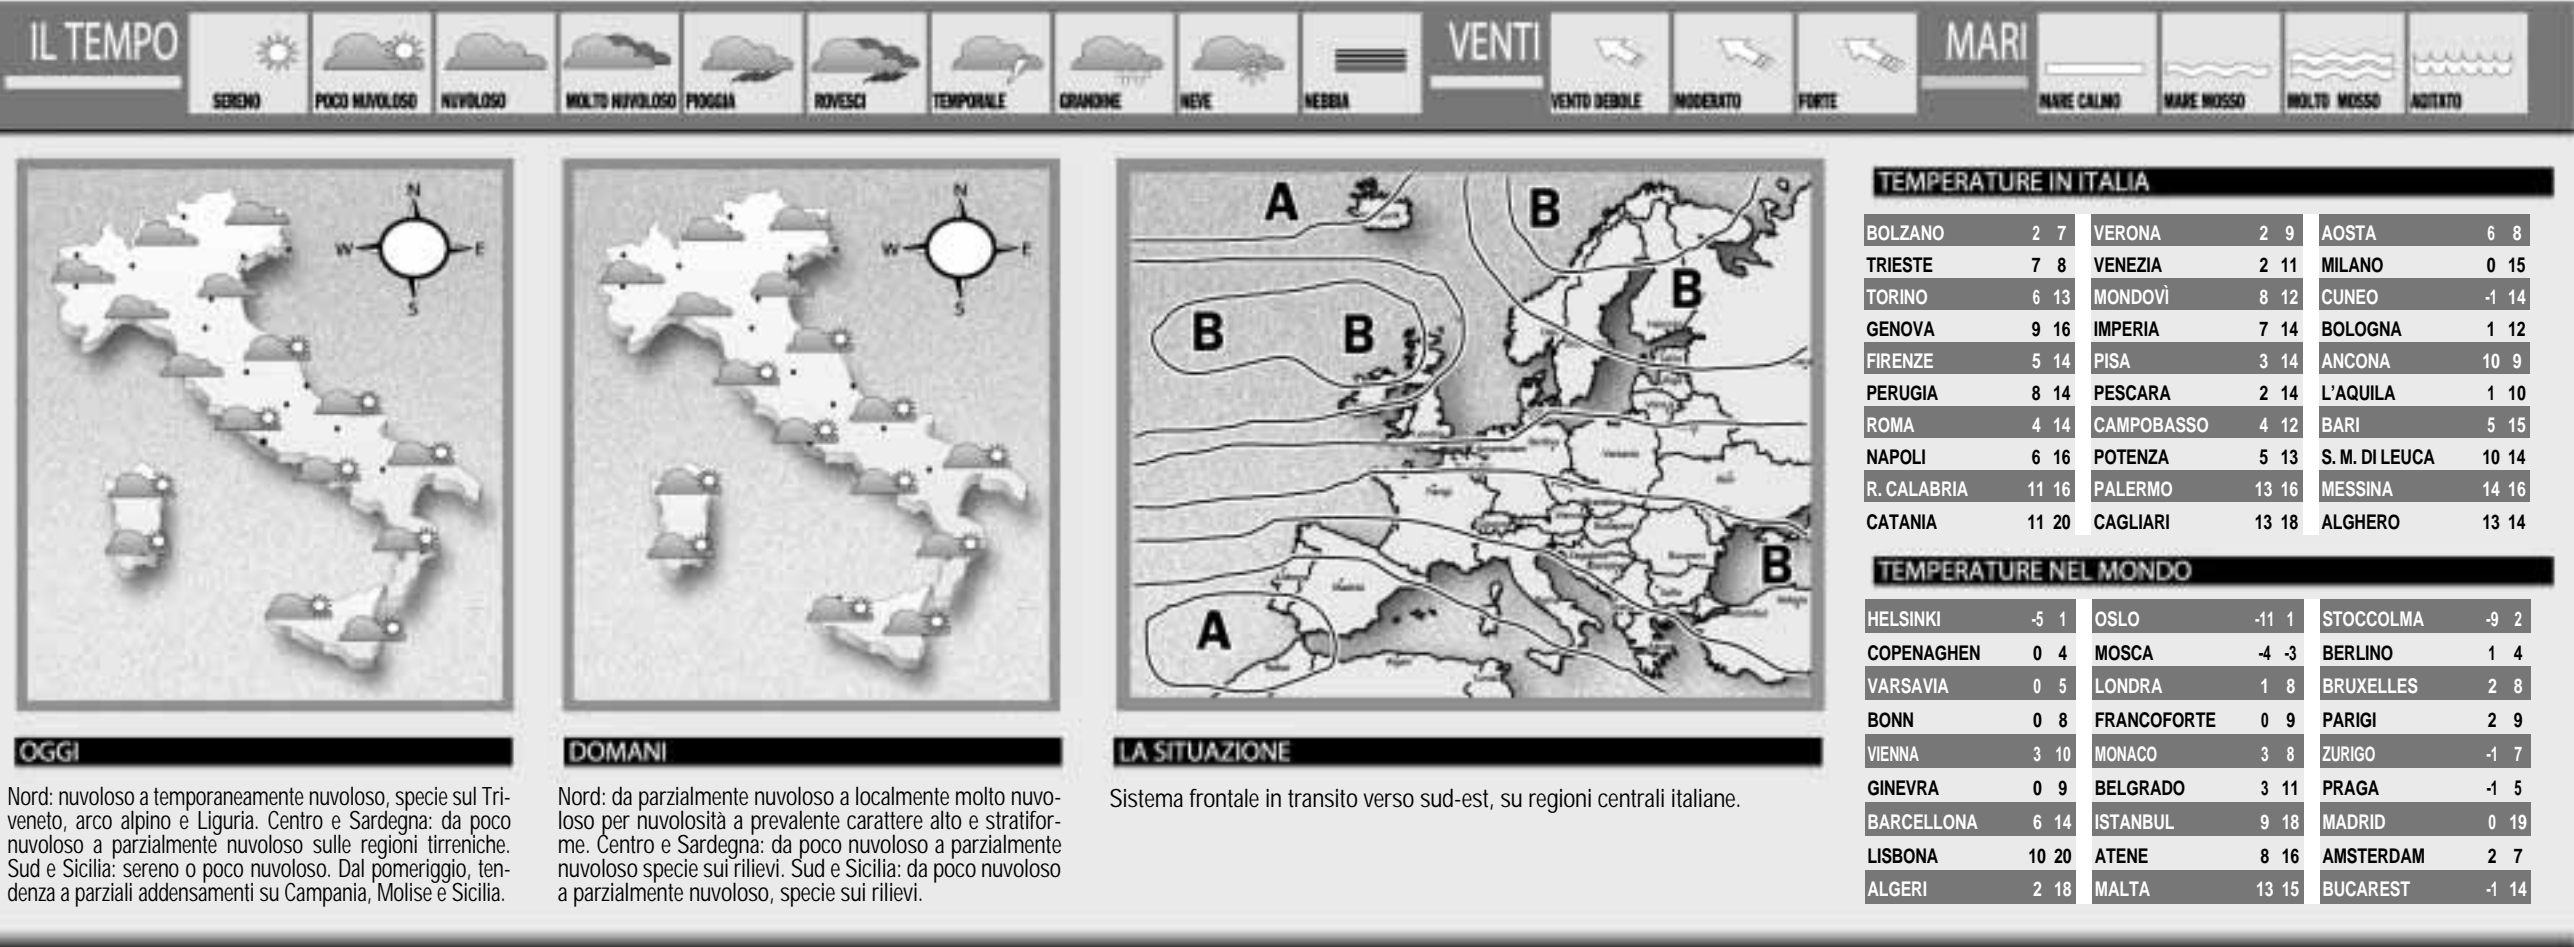 IL TEMPO
SERENO
POCO NUVOLOSO
NUVOLOSO
MOLTO NUVOLOSO
PIOGGIA
ROVESCI
TEMPORALE
GRANDINE
NEVE
NEBBIA
VENTI
VENTO DEBOLE
MODERATO
FORTE
MARI
MARE CALMO
MARE MOSSO
MOLTO MOSSO
AGITATO
N
W E
S
OGGI
Nord: nuvoloso a temporaneamente nuvoloso, specie sul Tri-
veneto, arco alpino e Liguria. Centro e Sardegna: da poco
nuvoloso a parzialmente nuvoloso sulle regioni tirreniche.
Sud e Sicilia: sereno o poco nuvoloso. Dal pomeriggio, ten-
denza a parziali addensamenti su Campania, Molise e Sicilia.
N
W E
S
DOMANI
Nord: da parzialmente nuvoloso a localmente molto nuvo-
loso per nuvolosità a prevalente carattere alto e stratifor-
me. Centro e Sardegna: da poco nuvoloso a parzialmente
nuvoloso specie sui rilievi. Sud e Sicilia: da poco nuvoloso
a parzialmente nuvoloso, specie sui rilievi.
A
B
B
B
B
B
A
LA SITUAZIONE
Sistema frontale in transito verso sud-est, su regioni centrali italiane.
TEMPERATURE IN ITALIA
BOLZANO 2 7 VERONA 2 9 AOSTA 6 8
TRIESTE 7 8 VENEZIA 2 11 MILANO 0 15
TORINO 6 13 MONDOVÌ 8 12 CUNEO -1 14
GENOVA 9 16 IMPERIA 7 14 BOLOGNA 1 12
FIRENZE 5 14 PISA 3 14 ANCONA 10 9
PERUGIA 8 14 PESCARA 2 14 L'AQUILA 1 10
ROMA 4 14 CAMPOBASSO 4 12 BARI 5 15
NAPOLI 6 16 POTENZA 5 13 S. M. DI LEUCA 10 14
R. CALABRIA 11 16 PALERMO 13 16 MESSINA 14 16
CATANIA 11 20 CAGLIARI 13 18 ALGHERO 13 14
TEMPERATURE NEL MONDO
HELSINKI -5 1 OSLO -11 1 STOCCOLMA -9 2
COPENAGHEN 0 4 MOSCA -4 -3 BERLINO 1 4
VARSAVIA 0 5 LONDRA 1 8 BRUXELLES 2 8
BONN 0 8 FRANCOFORTE 0 9 PARIGI 2 9
VIENNA 3 10 MONACO 3 8 ZURIGO -1 7
GINEVRA 0 9 BELGRADO 3 11 PRAGA -1 5
BARCELLONA 6 14 ISTANBUL 9 18 MADRID 0 19
LISBONA 10 20 ATENE 8 16 AMSTERDAM 2 7
ALGERI 2 18 MALTA 13 15 BUCAREST -1 14